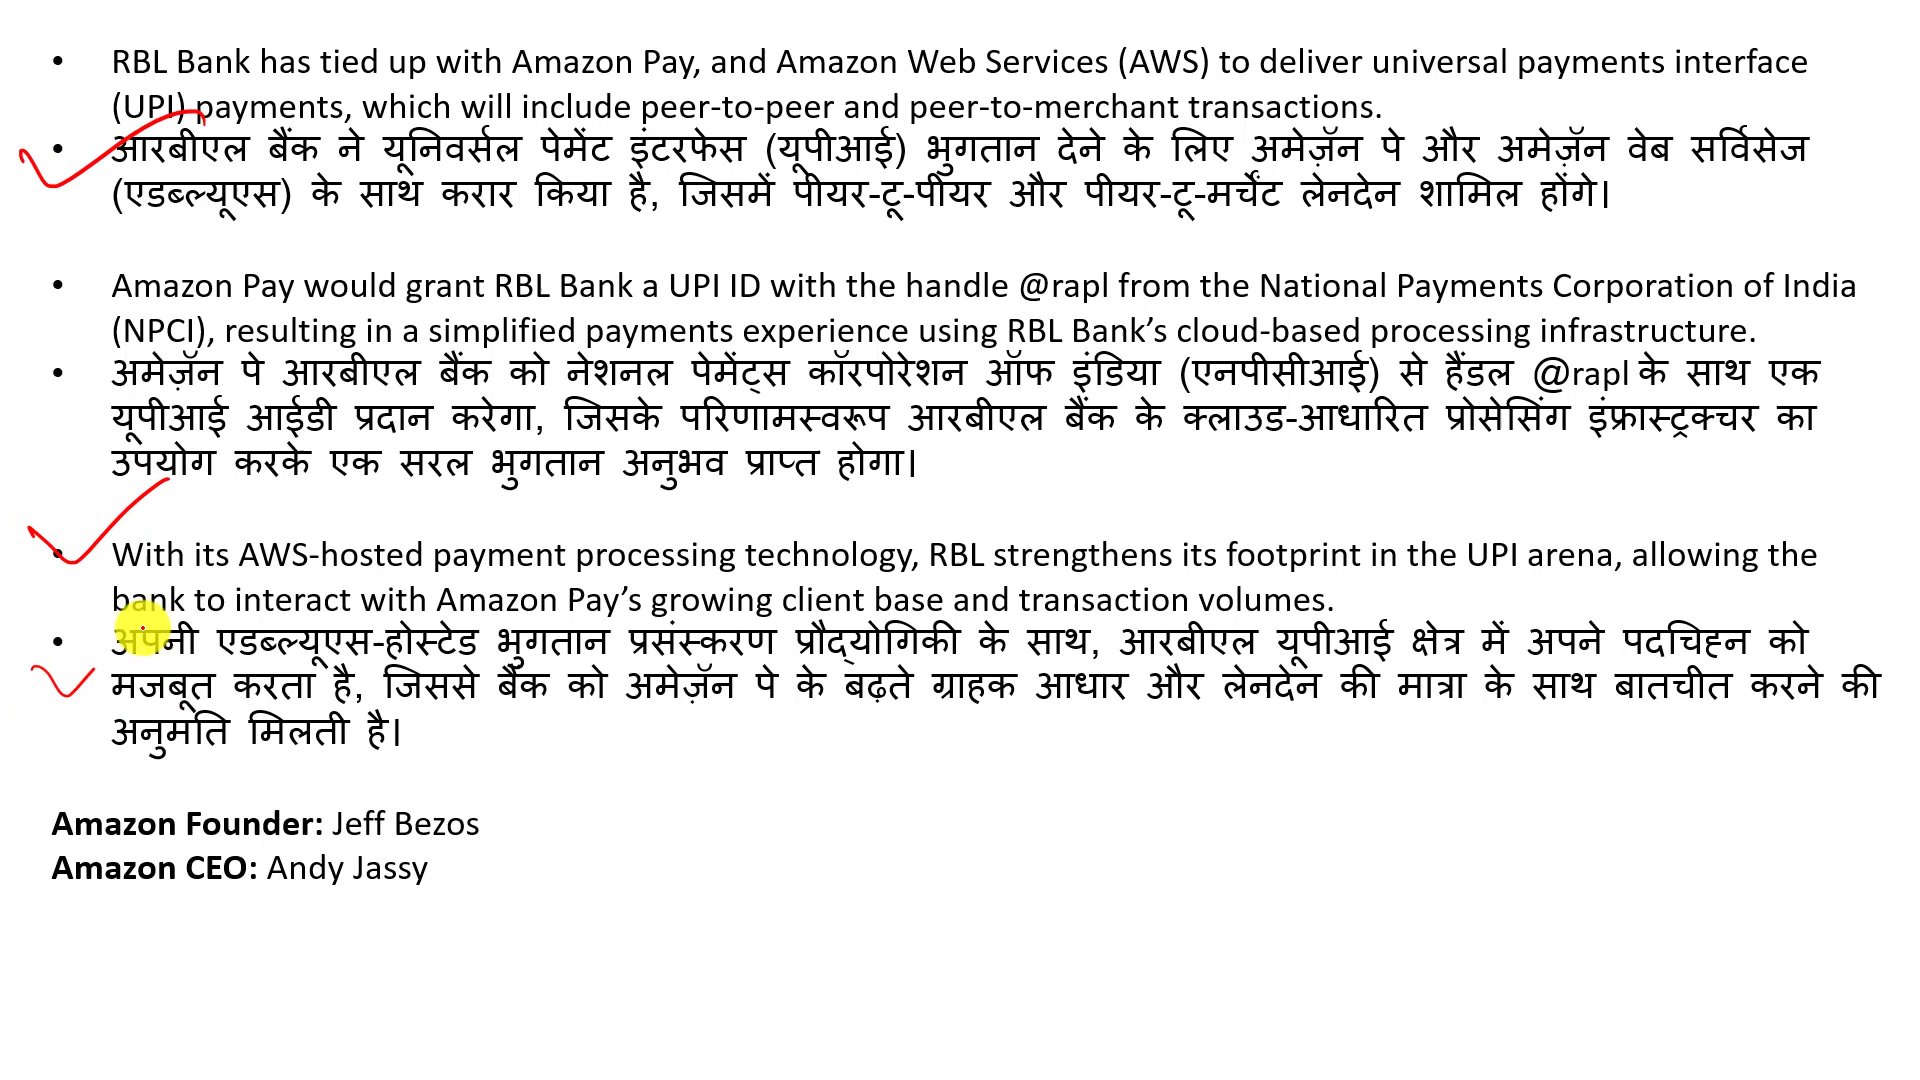 • RBL Bank has tied up with Amazon Pay, and Amazon Web Services (AWS) to deliver universal payments interface
(UPI) payments, which will include peer-to-peer and peer-to-merchant transactions.
• आरबीएल बैंक ने यूनिवर्सल पेमेंट इंटरफेस (यूपीआई) भुगतान देने के लिए अमेज़ॅन पे और अमेज़ॅन वेब सर्विसेज
(एडब्ल्यूएस) के साथ करार किया है, जिसमें पीयर-टू-पीयर और पीयर-टू-मर्चेंट लेनदेन शामिल होंगे।
• Amazon Pay would grant RBL Bank a UPI ID with the handle @rapl from the National Payments Corporation of India
(NPCI), resulting in a simplified payments experience using RBL Bank’s cloud-based processing infrastructure.
• अमेज़ॅन पे आरबीएल बैंक को नेशनल पेमेंट्स कॉरपोरेशन ऑफ इंडिया (एनपीसीआई) से हैंडल @rapl के साथ एक
यूपीआई आईडी प्रदान करेगा, जिसके परिणामस्वरूप आरबीएल बैंक के क्लाउड-आधारित प्रोसेसिंग इंफ्रास्ट्रक्चर का
उपयोग करके एक सरल भुगतान अनुभव प्राप्त होगा।
• With its AWS-hosted payment processing technology, RBL strengthens its footprint in the UPI arena, allowing the
bank to interact with Amazon Pay’s growing client base and transaction volumes.
• अपनी एडब्ल्यूएस-होस्टेड भुगतान प्रसंस्करण प्रौद्योगिकी के साथ, आरबीएल यूपीआई क्षेत्र में अपने पदचिह्न को
मजबूत करता है, जिससे बैंक को अमेज़ॅन पे के बढ़ते ग्राहक आधार और लेनदेन की मात्रा के साथ बातचीत करने की
अनुमति मिलती है।
Amazon Founder: Jeff Bezos
Amazon CEO: Andy Jassy